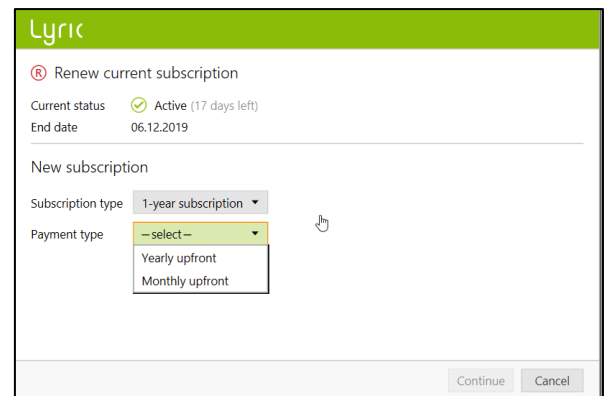 Lyric
R Renew current subscription
Current status Active (17 days left)
End date 06.12.2019
New subscription
Subscription type 1-year subscription
Payment type —select—
Yearly upfront
Monthly upfront
Continue Cancel